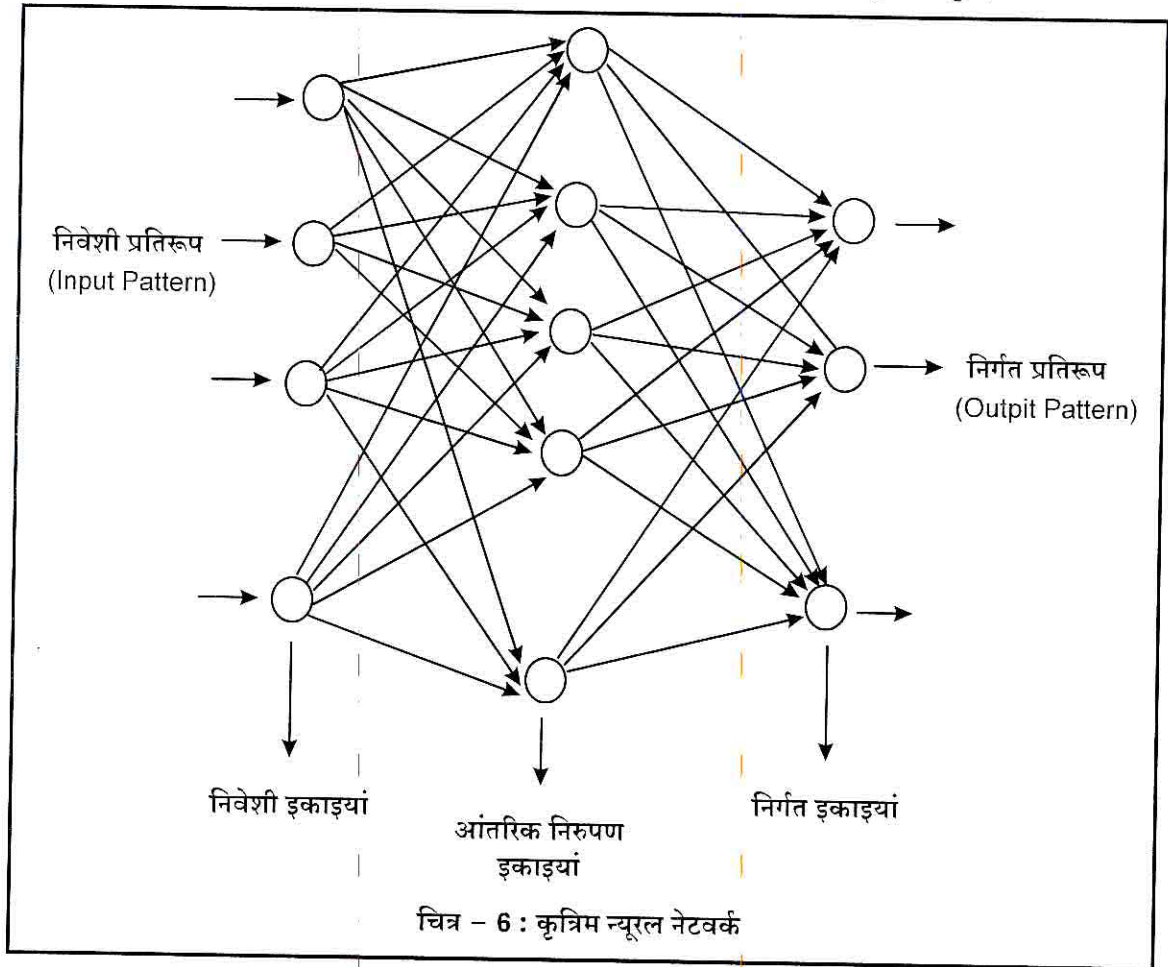 निवेशी प्रतिरूप
(Input Pattern)
निर्गत प्रतिरूप
(Outpit Pattern)
निवेशी इकाइयां
आंतरिक निरुपण
इकाइयां
निर्गत इकाइयां
चित्र - 6 : कृत्रिम न्यूरल नेटवर्क